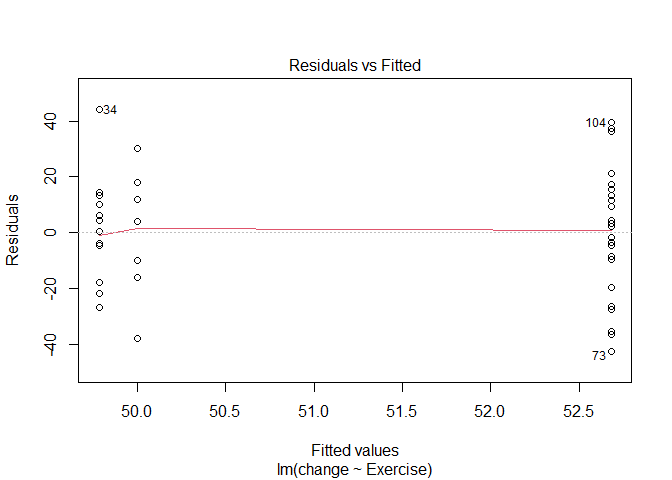 Residuals vs Fitted
Residuals
40
20
0
-20
-40
34
104
73
50.0 50.5 51.0 51.5 52.0 52.5
Fitted values
lm(change ~ Exercise)